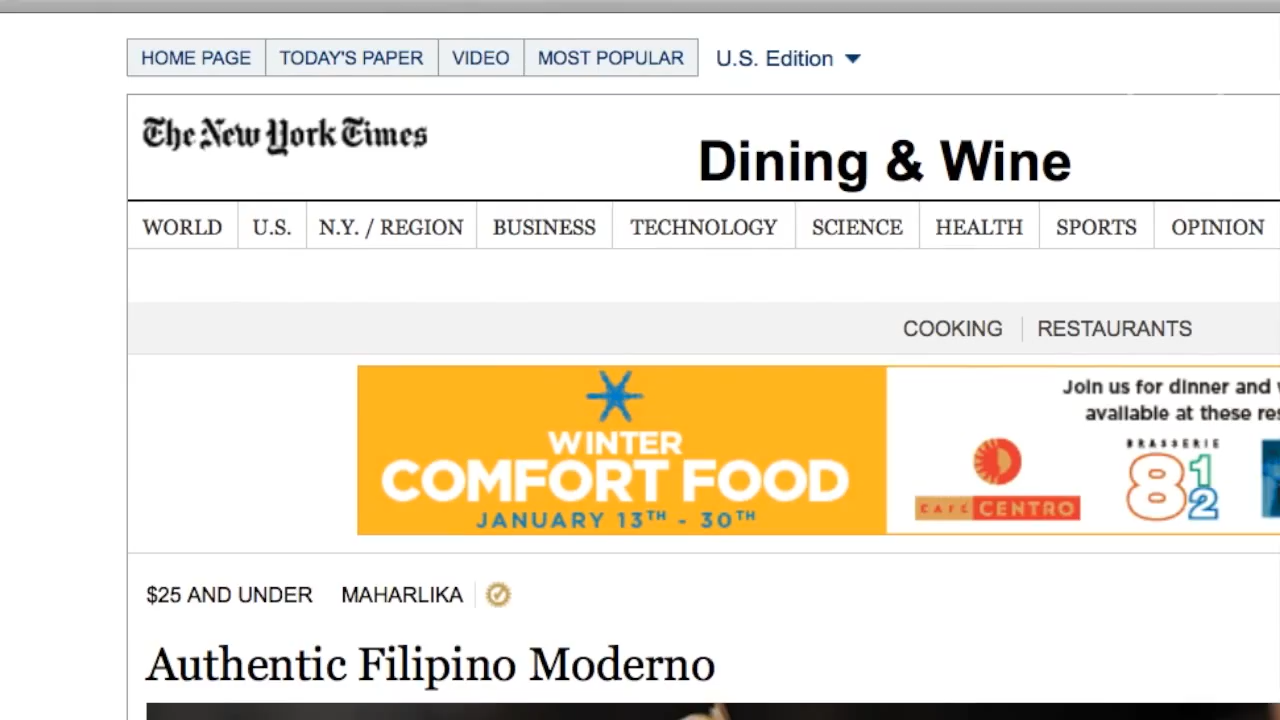 HOME PAGE TODAY'S PAPER VIDEO MOST POPULAR U.S. Edition
The New York Times
Dining & Wine
WORLD U.S. N.Y. / REGION BUSINESS TECHNOLOGY SCIENCE HEALTH SPORTS OPINION
COOKING RESTAURANTS
WINTER
COMFORT FOOD
JANUARY 13TH - 30TH
Join us for dinner and
available at these
BRASSERIE
8 1/2
CAFE CENTRO
$25 AND UNDER MAHARLIKA
Authentic Filipino Moderno